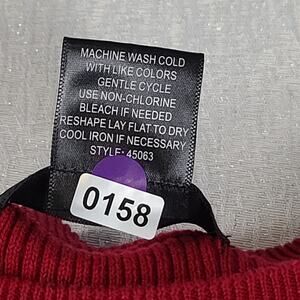 MACHINE WASH COLD
WITH LIKE COLORS
GENTLE CYCLE
USE NON-CHLORINE
BLEACH IF NEEDED
RESHAPE LAY FLAT TO DRY
COOL IRON IF NECESSARY
STYLE: 45063
0158